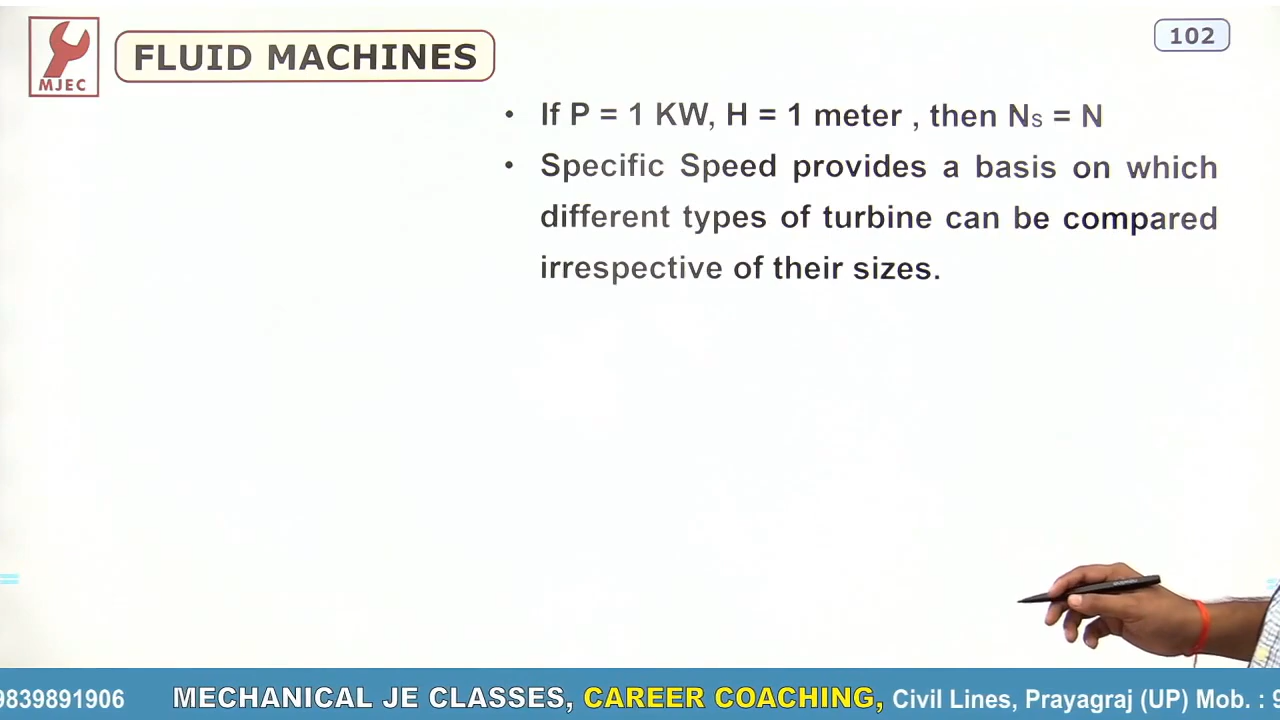 MJEC
FLUID MACHINES
102
• If P = 1 KW, H = 1 meter , then Ns = N
• Specific Speed provides a basis on which
different types of turbine can be compared
irrespective of their sizes.
9839891906 MECHANICAL JE CLASSES, CAREER COACHING, Civil Lines, Prayagraj (UP) Mob. : 9